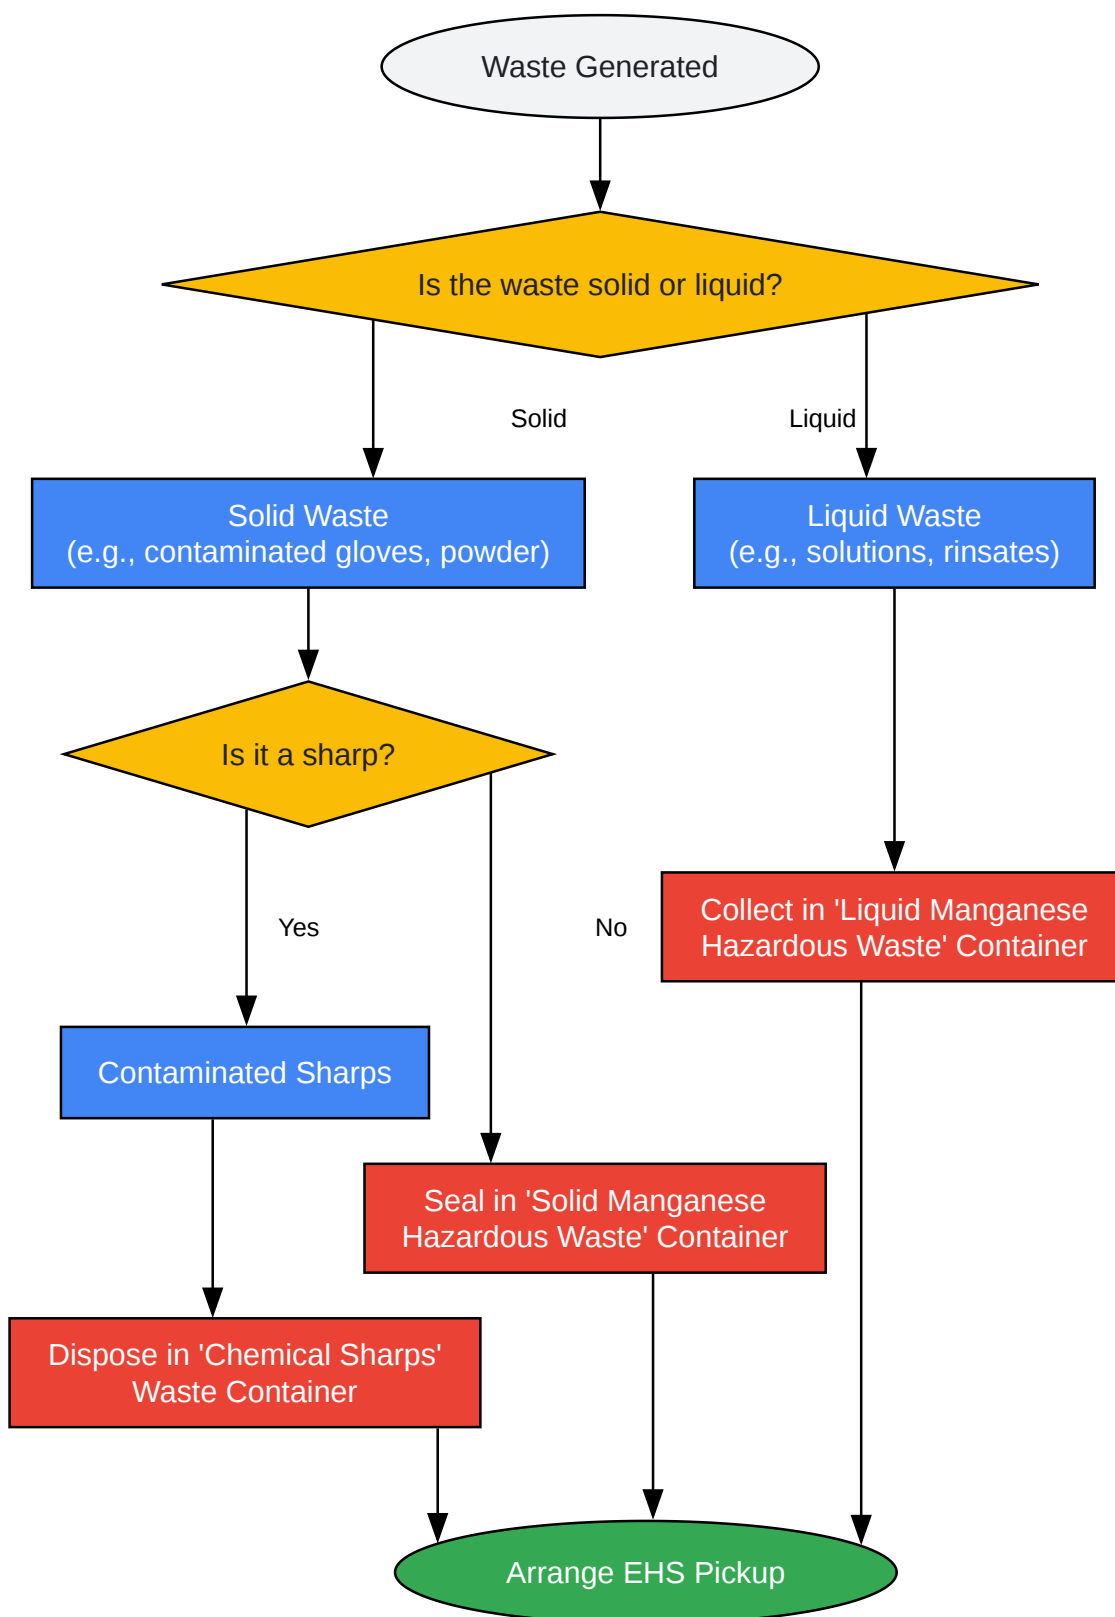 Waste Generated
Is the waste solid or liquid?
Solid
Liquid
Solid Waste
(e.g., contaminated gloves, powder)
Liquid Waste
(e.g., solutions, rinsates)
Is it a sharp?
Yes
No
Collect in 'Liquid Manganese
Hazardous Waste' Container
Contaminated Sharps
Seal in 'Solid Manganese
Hazardous Waste' Container
Dispose in 'Chemical Sharps'
Waste Container
Arrange EHS Pickup